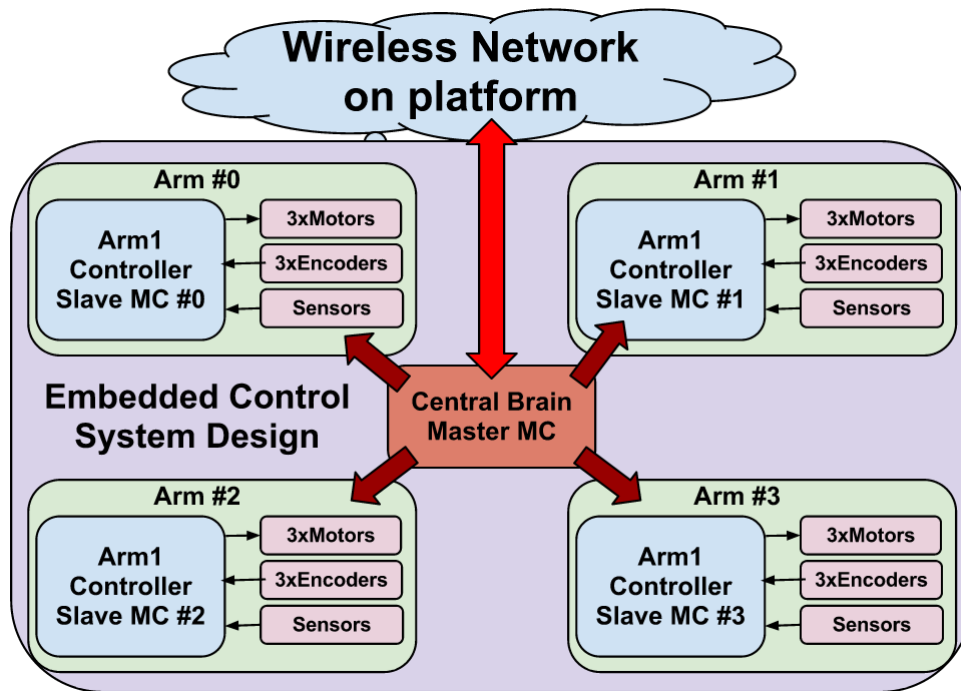 Wireless Network
on platform
Arm #0
Arm1
Controller
Slave MC #0
3xMotors
3xEncoders
Sensors
Arm #1
Arm1
Controller
Slave MC #1
3xMotors
3xEncoders
Sensors
Embedded Control
System Design
Central Brain
Master MC
Arm #2
Arm1
Controller
Slave MC #2
3xMotors
3xEncoders
Sensors
Arm #3
Arm1
Controller
Slave MC #3
3xMotors
3xEncoders
Sensors